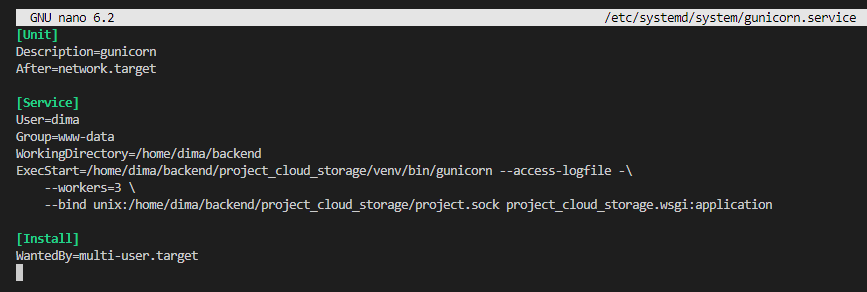 GNU nano 6.2 /etc/systemd/system/gunicorn.service
[Unit]
Description=gunicorn
After=network.target
[Service]
User=dima
Group=www-data
WorkingDirectory=/home/dima/backend
ExecStart=/home/dima/backend/project_cloud_storage/venv/bin/gunicorn --access-logfile -\
--workers=3 \
--bind unix:/home/dima/backend/project_cloud_storage/project.sock project_cloud_storage.wsgi:application
[Install]
WantedBy=multi-user.target